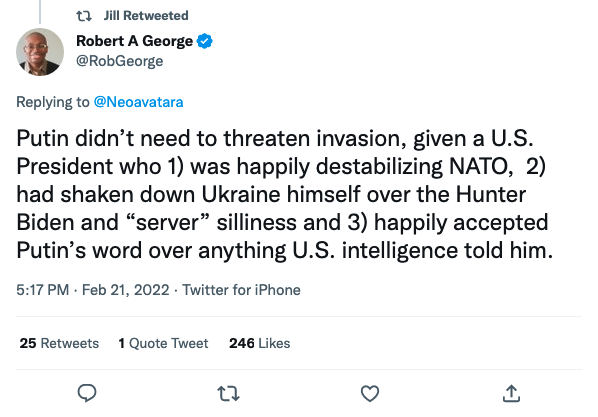 Jill Retweeted
Robert A George
@RobGeorge
Replying to @Neoavatara
Putin didn’t need to threaten invasion, given a U.S.
President who 1) was happily destabilizing NATO,  2)
had shaken down Ukraine himself over the Hunter
Biden and “server” silliness and 3) happily accepted
Putin’s word over anything U.S. intelligence told him.
5:17 PM · Feb 21, 2022 · Twitter for iPhone
25 Retweets 1 Quote Tweet 246 Likes